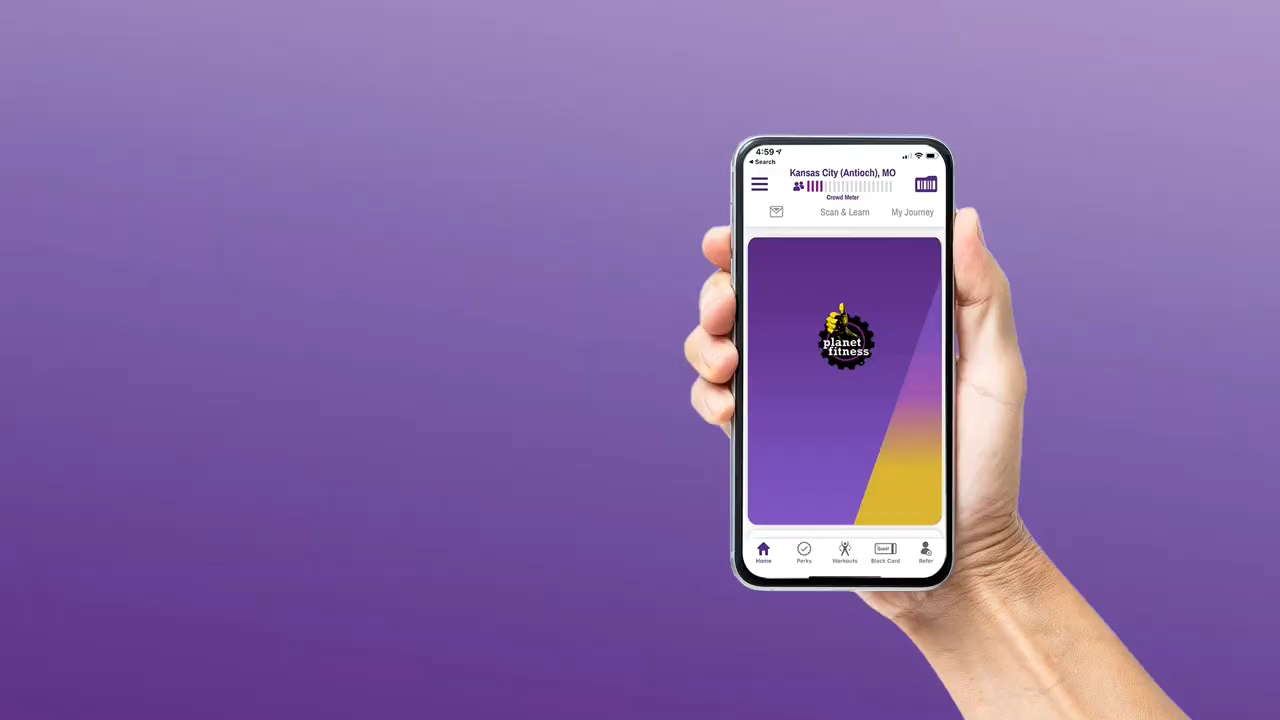 4:59
Search
Kansas City (Antioch), MO
Crowd Meter
Scan & Learn
My Journey
planet
fitness
Home
Perks
Workouts
Guest
Black Card
Refer